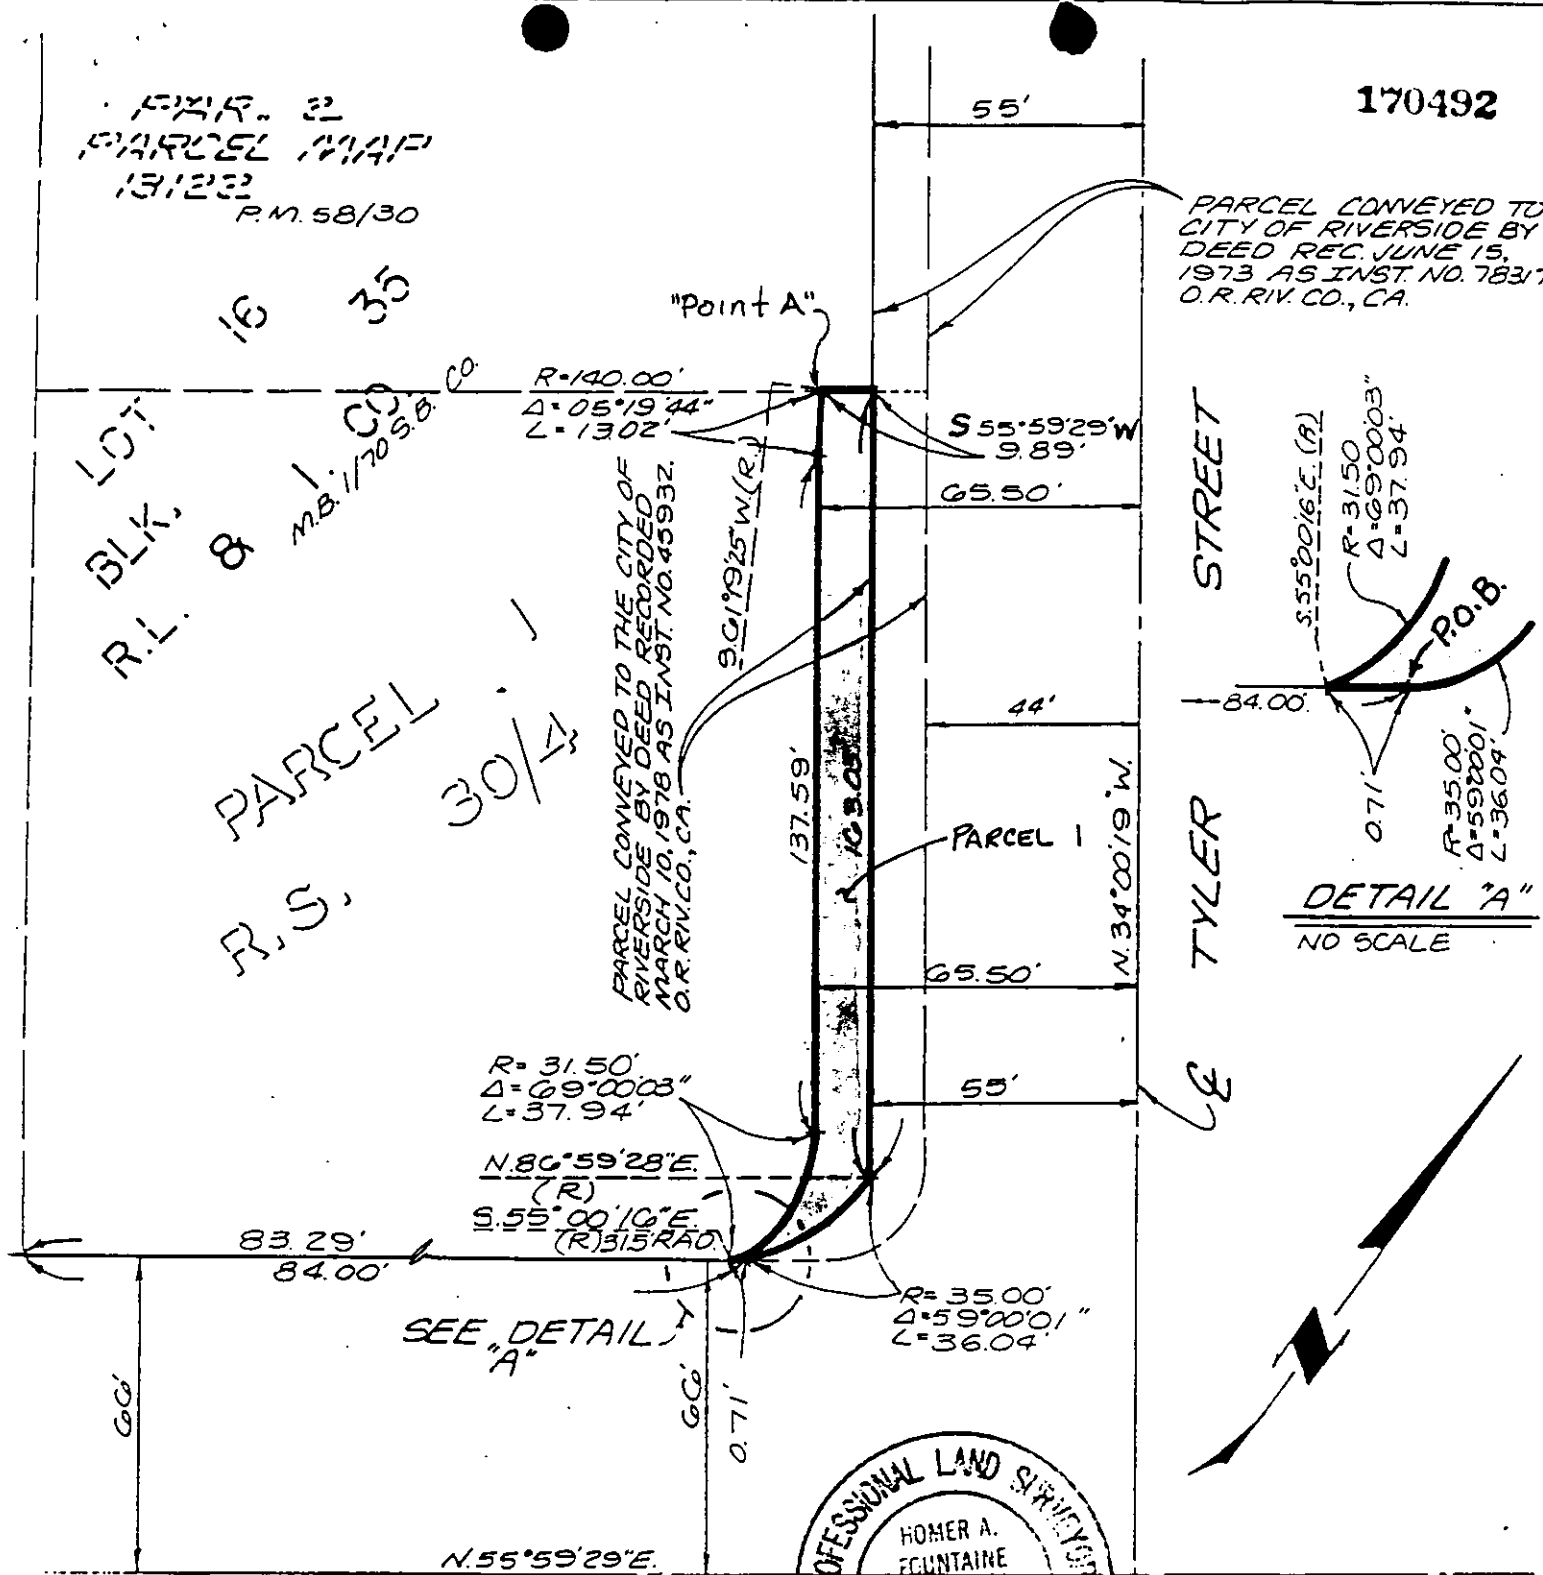 170492
PAR. 2
PARCEL MAP
13122
P.M. 58/30
55'
PARCEL CONVEYED TO
CITY OF RIVERSIDE BY
DEED REC. JUNE 15,
1973 AS INST. NO. 7831
O.R. RIV. CO., CA.
LOT 16
BLK. 35
R.L. & I. CO.
M.B. 1/70 S.B. CO.
"Point A"
R=140.00'
Δ=05°19'44"
L=13.02'
S 55°59'29"W
9.89'
65.50'
S.61°19'25"W.(R.)
PARCEL CONVEYED TO THE CITY OF
RIVERSIDE BY DEED RECORDED
MARCH 10, 1978 AS INST. NO. 45932.
O.R. RIV. CO., CA.
PARCEL 1
R.S. 30/4
137.59'
163.05'
PARCEL 1
44'
N.34°00'19"W.
TYLER STREET
S.55°00'16"E.(R)
R=31.50
Δ=69°00'03"
L=37.94'
P.O.B.
84.00'
0.71'
R=35.00'
Δ=59°00'01"
L=36.04'
DETAIL "A"
NO SCALE
65.50'
55'
R=31.50'
Δ=69°00'03"
L=37.94'
N.86°59'28"E.
(R)
S.55°00'16"E.
(R)31.5'RAD.
83.29'
84.00'
SEE DETAIL
"A"
R=35.00'
Δ=59°00'01"
L=36.04'
66'
66'
0.71'
N.55°59'29"E.
PROFESSIONAL LAND SURVEYOR
HOMER A.
FOUNTAINE